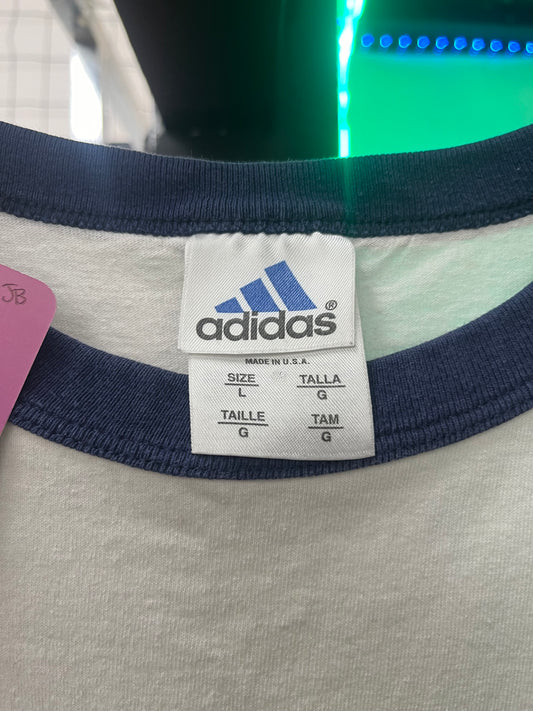 JB
adidas®
MADE IN U.S.A.
SIZE TALLA
L G
TAILLE TAM
G G